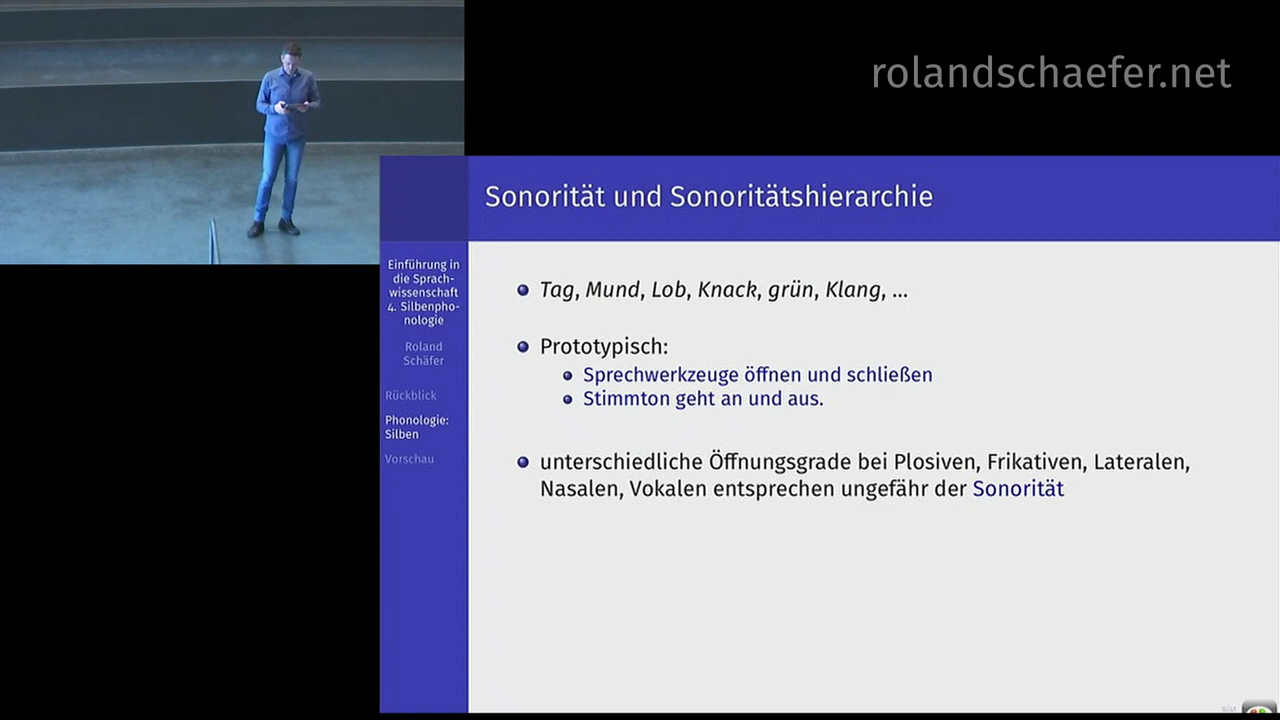 rolandschaefer.net
Sonorität und Sonoritätshierarchie
Einführung in
die Sprach-
wissenschaft
4. Silbenpho-
nologie
Roland
Schäfer
Rückblick
Phonologie:
Silben
Vorschau
Tag, Mund, Lob, Knack, grün, Klang, ...
Prototypisch:
Sprechwerkzeuge öffnen und schließen
Stimmton geht an und aus.
unterschiedliche Öffnungsgrade bei Plosiven, Frikativen, Lateralen,
Nasalen, Vokalen entsprechen ungefähr der Sonorität